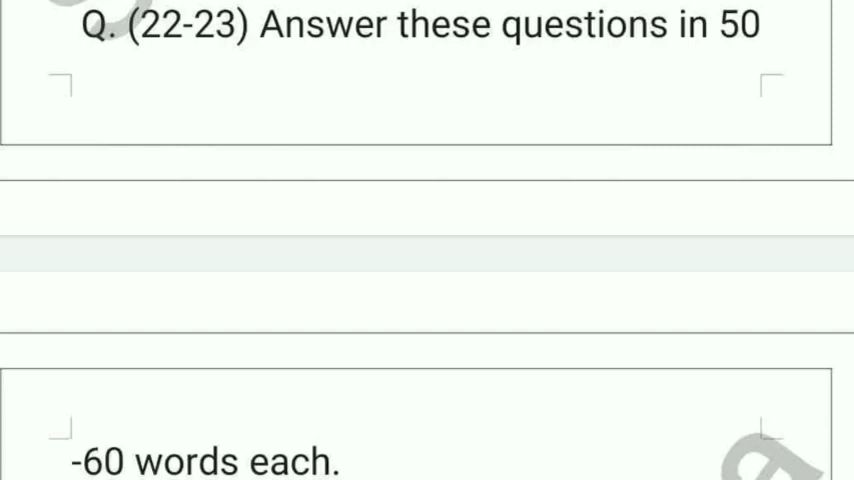 Q. (22-23) Answer these questions in 50
-60 words each.